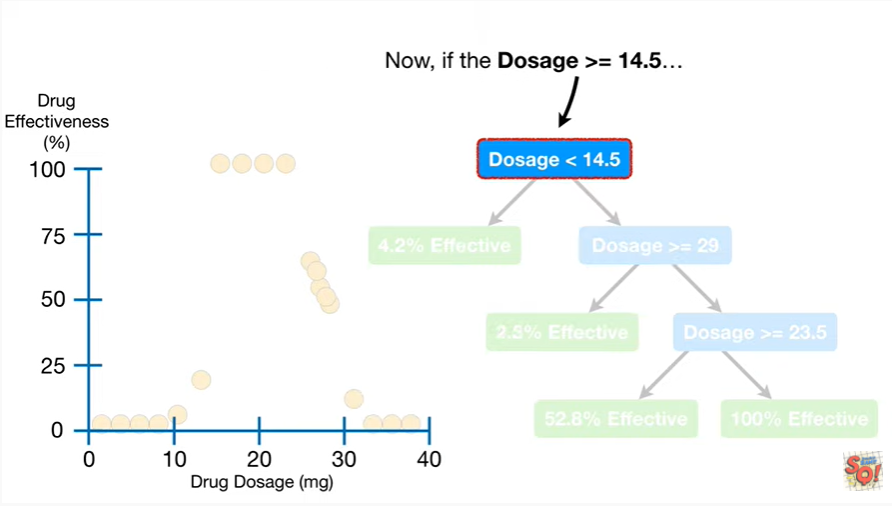 Now, if the Dosage >= 14.5…
Drug
Effectiveness
(%)
100
75
50
25
0
0 10 20 30 40
Drug Dosage (mg)
Dosage < 14.5
4.2% Effective
Dosage >= 29
2.5% Effective
Dosage >= 23.5
52.8% Effective
100% Effective
SQ!